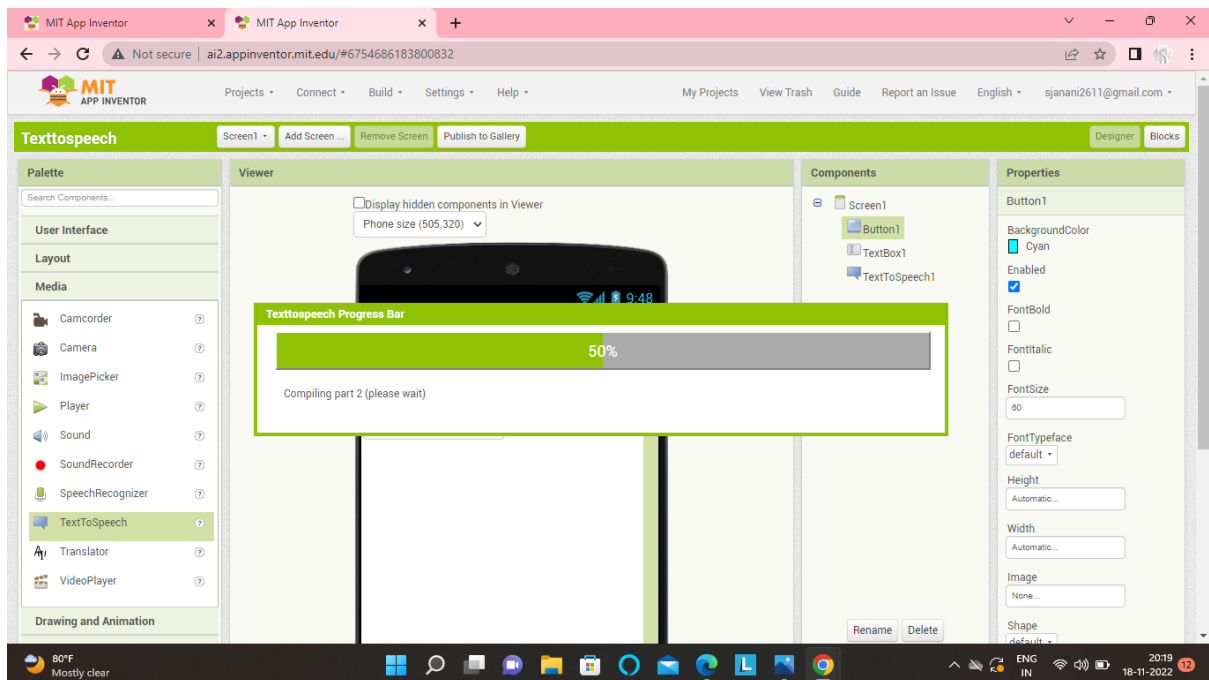 MIT App Inventor
MIT App Inventor
Not secure | ai2.appinventor.mit.edu/#6754686183800832
MIT APP INVENTOR
Projects Connect Build Settings Help My Projects View Trash Guide Report an Issue English sjanani2611@gmail.com
Texttospeech Screen1 Add Screen ... Remove Screen Publish to Gallery Designer Blocks
Palette
Search Components...
User Interface
Layout
Media
Camcorder
Camera
ImagePicker
Player
Sound
SoundRecorder
SpeechRecognizer
TextToSpeech
Translator
VideoPlayer
Drawing and Animation
Viewer
Display hidden components in Viewer
Phone size (505,320)
9:48
Texttospeech Progress Bar
50%
Compiling part 2 (please wait)
Components
Screen1
Button1
TextBox1
TextToSpeech1
Rename Delete
Properties
Button1
BackgroundColor
Cyan
Enabled
FontBold
FontItalic
FontSize
60
FontTypeface
default
Height
Automatic...
Width
Automatic...
Image
None...
Shape
default
80°F
Mostly clear
ENG
IN
20:19
18-11-2022
12